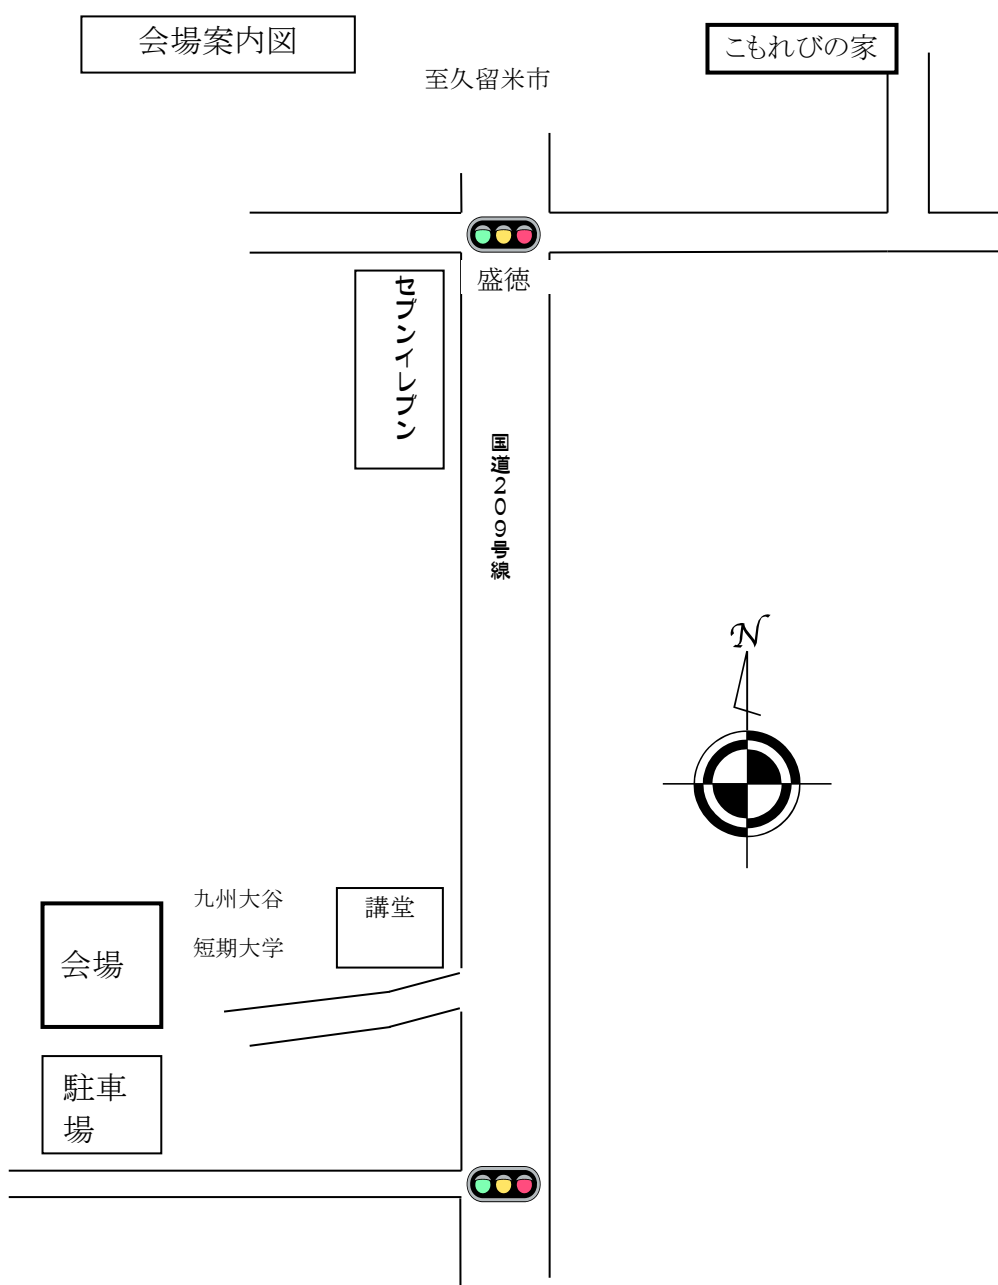 会場案内図
こもれびの家
至久留米市
盛徳
セブンイレブン
国道209号線
N
九州大谷
短期大学
講堂
会場
駐車
場